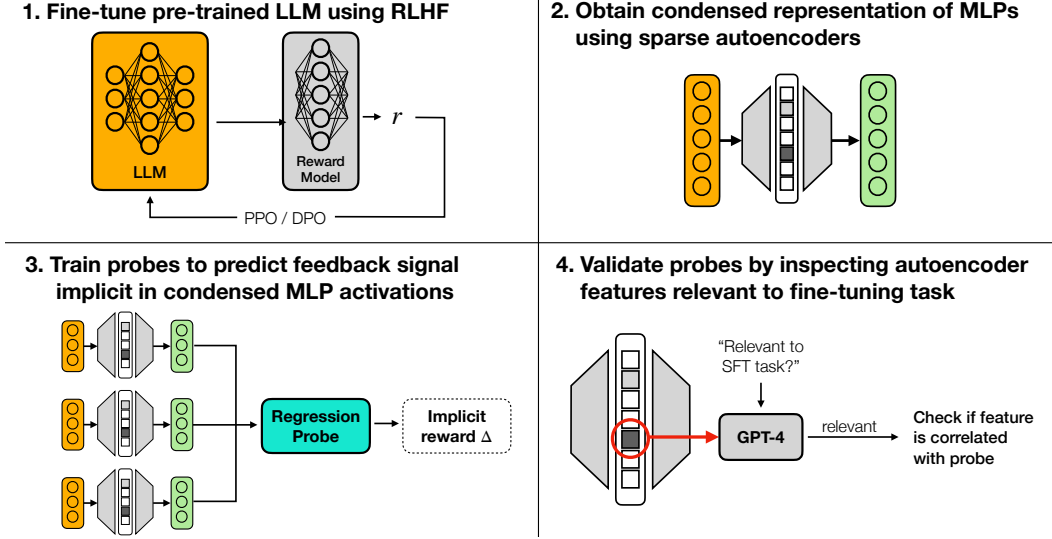 1. Fine-tune pre-trained LLM using RLHF
LLM
Reward
Model
r
PPO / DPO
2. Obtain condensed representation of MLPs
using sparse autoencoders
3. Train probes to predict feedback signal
implicit in condensed MLP activations
Regression
Probe
Implicit
reward Δ
4. Validate probes by inspecting autoencoder
features relevant to fine-tuning task
“Relevant to
SFT task?”
GPT-4
relevant
Check if feature
is correlated
with probe